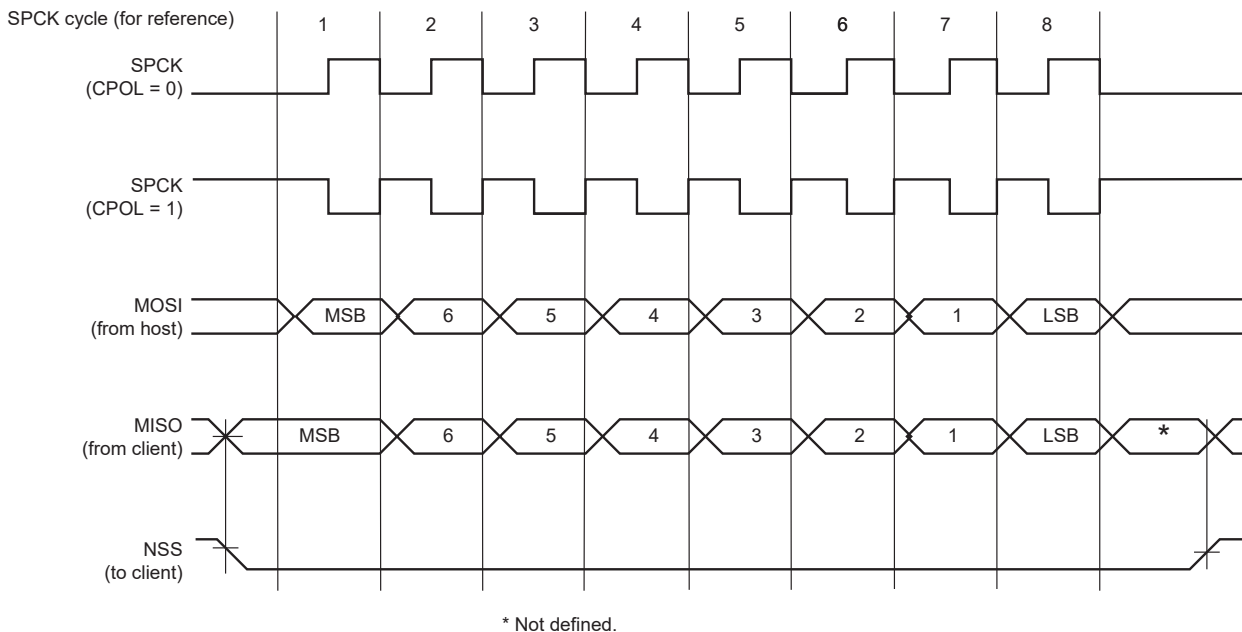 SPCK cycle (for reference)
1 2 3 4 5 6 7 8
SPCK
(CPOL = 0)
SPCK
(CPOL = 1)
MOSI
(from host)
MSB 6 5 4 3 2 1 LSB
MISO
(from client)
MSB 6 5 4 3 2 1 LSB *
NSS
(to client)
* Not defined.